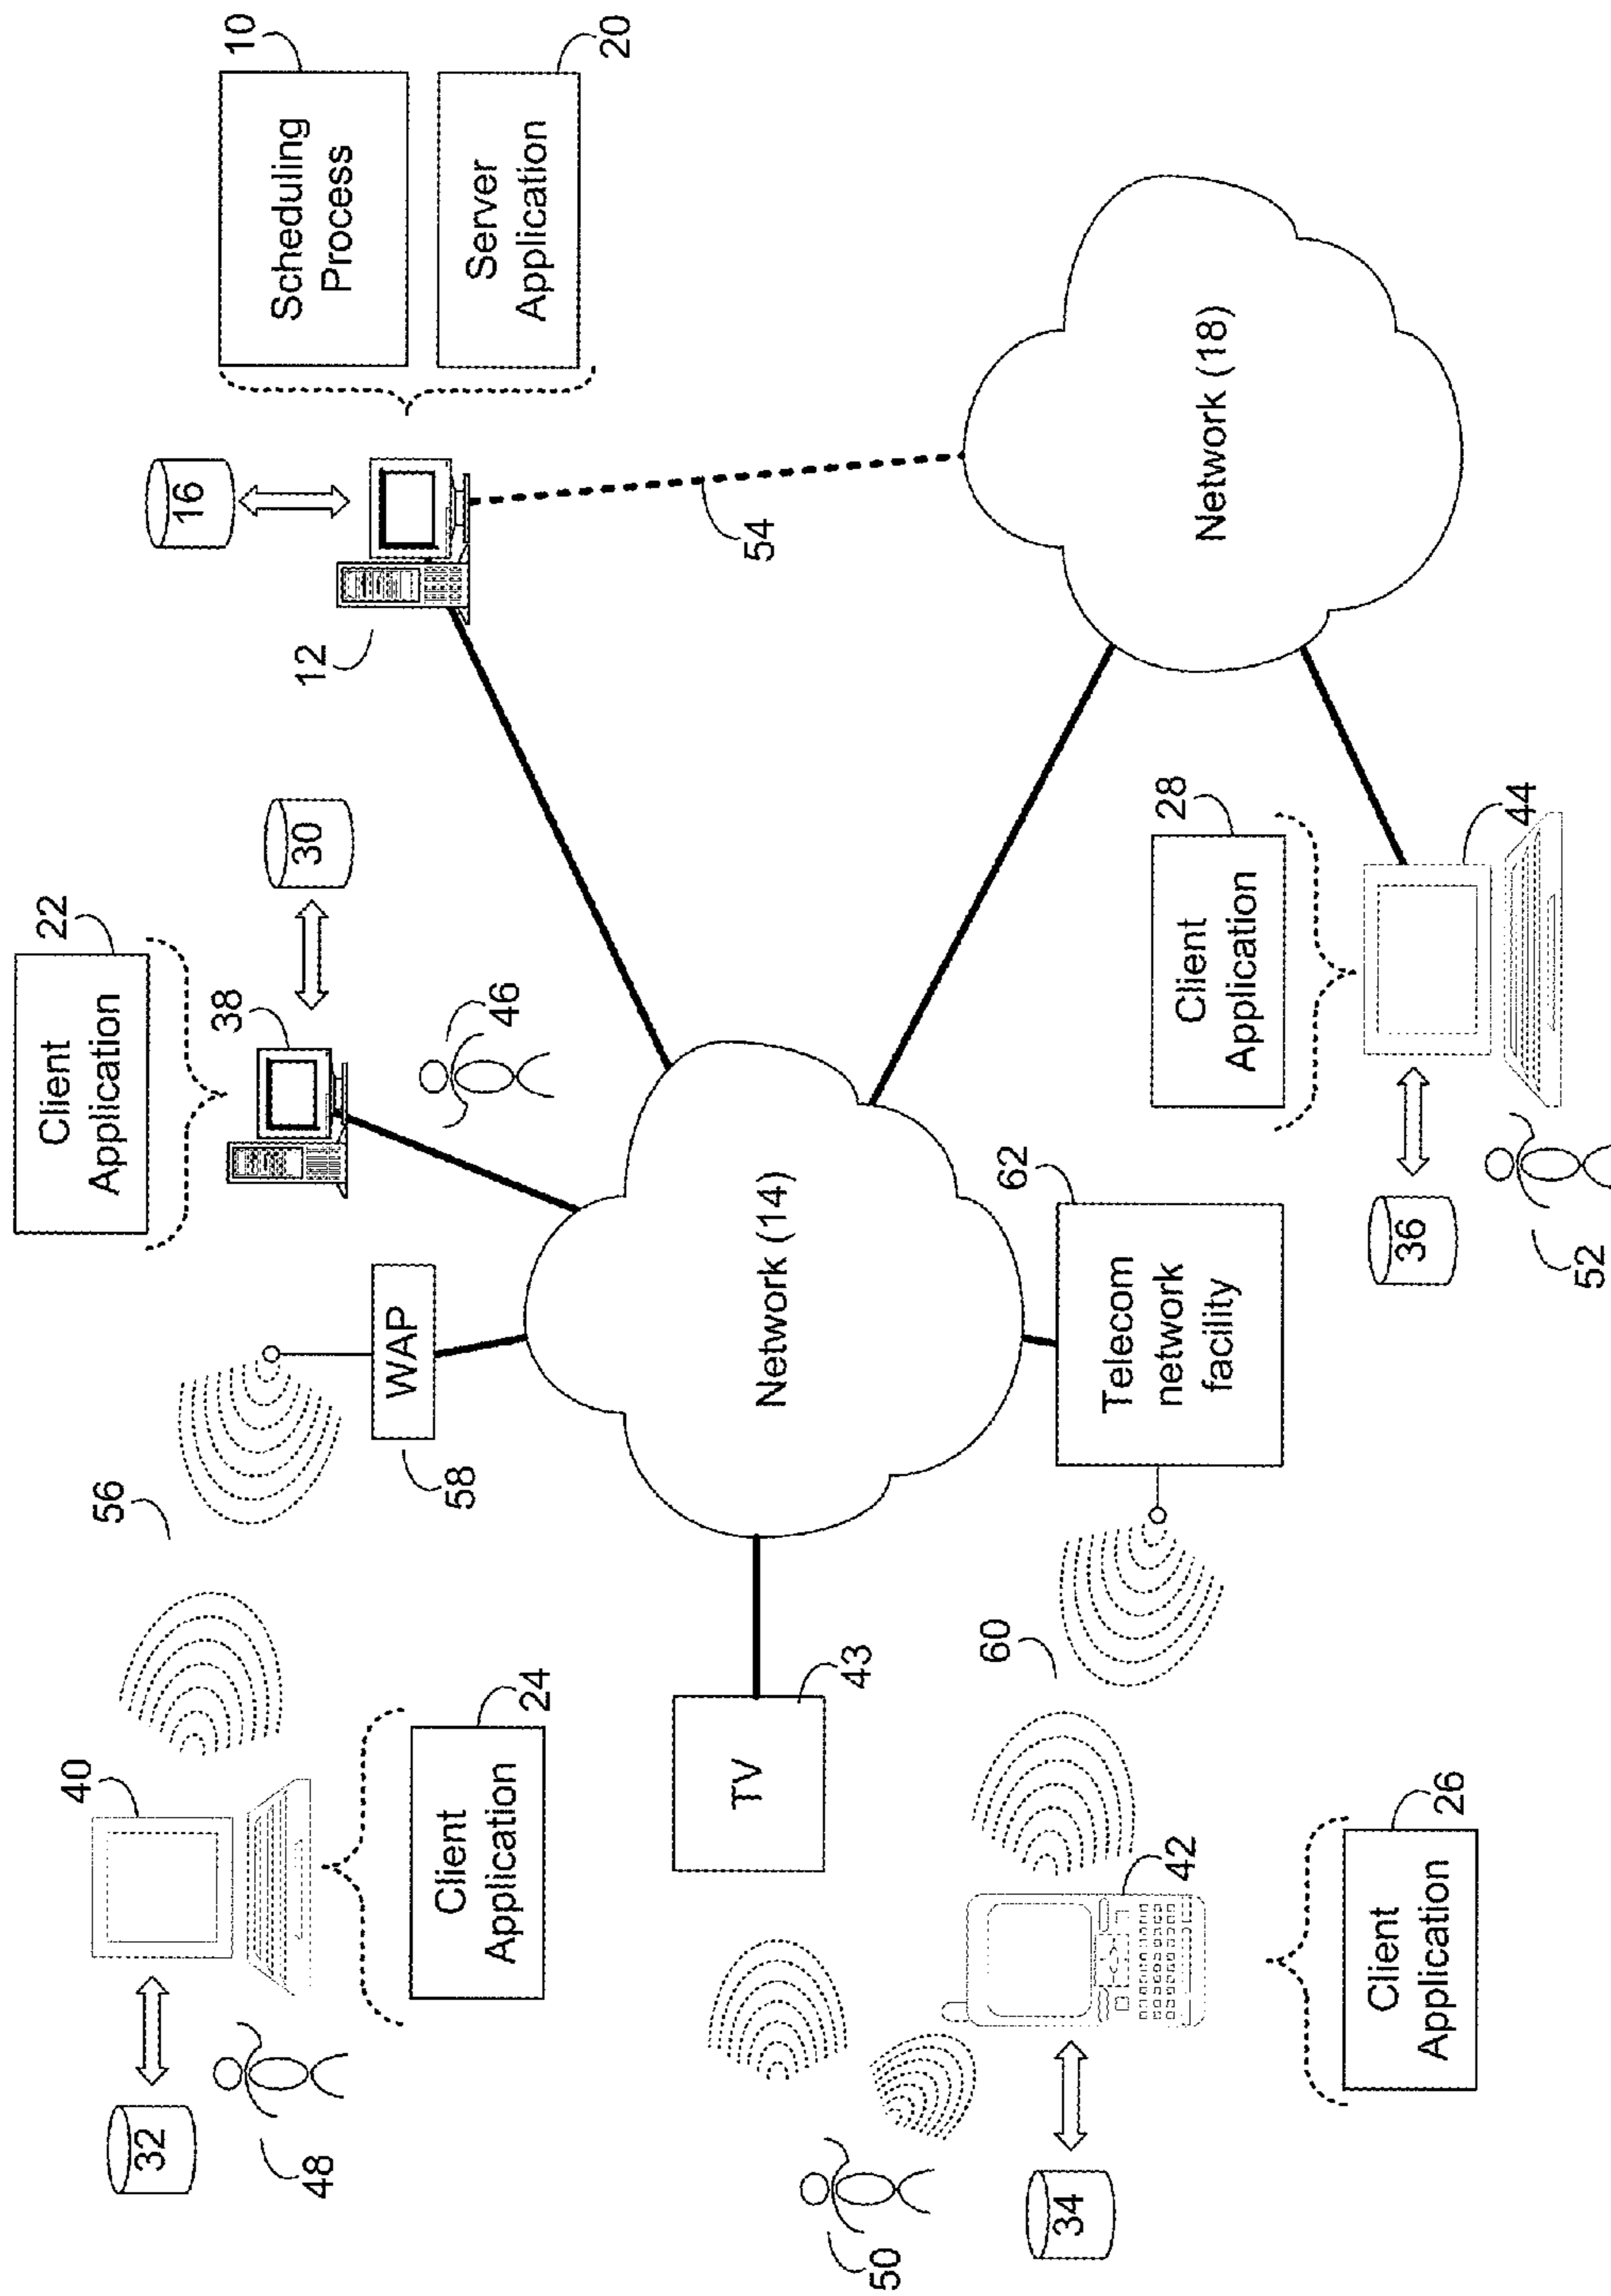 10
Scheduling
Process
20
Server
Application
16
12
54
Network (18)
22
Client
Application
30
38
46
28
Client
Application
44
36
52
56
WAP
58
Network (14)
62
Telecom
network
facility
40
24
Client
Application
32
48
TV
43
60
42
26
Client
Application
50
34